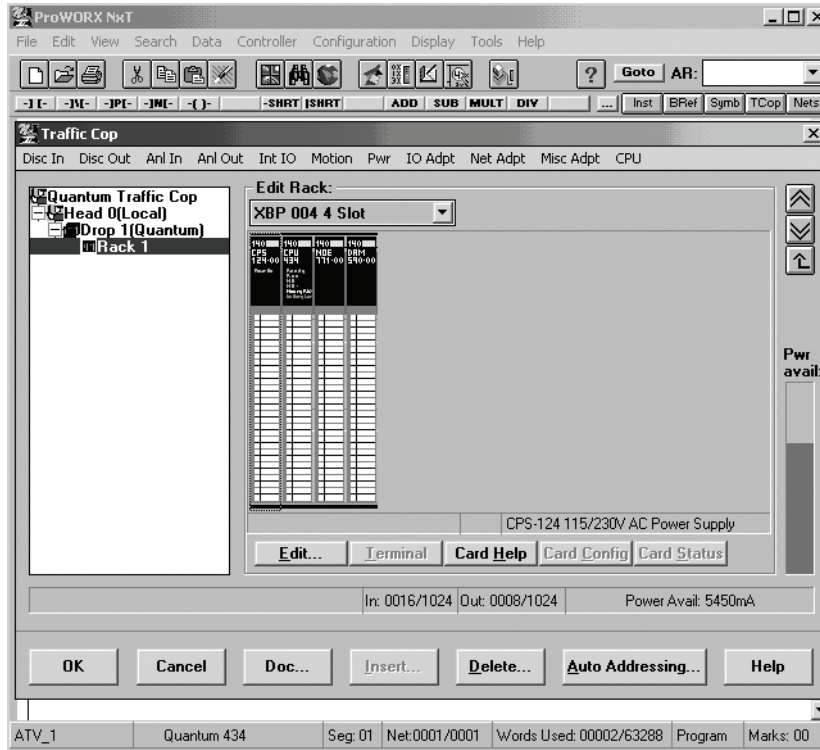 ProWORX NxT
File Edit View Search Data Controller Configuration Display Tools Help
Goto AR:
-] [- -]\[- -]P[- -]N[- -( )- -SHRT |SHRT ADD SUB MULT DIV ... Inst BRef Symb TCop Nets
Traffic Cop
Disc In Disc Out Anl In Anl Out Int IO Motion Pwr IO Adpt Net Adpt Misc Adpt CPU
Quantum Traffic Cop
Head 0(Local)
Drop 1(Quantum)
Rack 1
Edit Rack:
XBP 004 4 Slot
140 140 140 140
CPS CPU NOE DRM
124-00 434 771-00 590-00
Pwr
avail:
CPS-124 115/230V AC Power Supply
Edit... Terminal Card Help Card Config Card Status
In: 0016/1024 Out: 0008/1024 Power Avail: 5450mA
OK Cancel Doc... Insert... Delete... Auto Addressing... Help
ATV_1 Quantum 434 Seg: 01 Net:0001/0001 Words Used: 00002/63288 Program Marks: 00